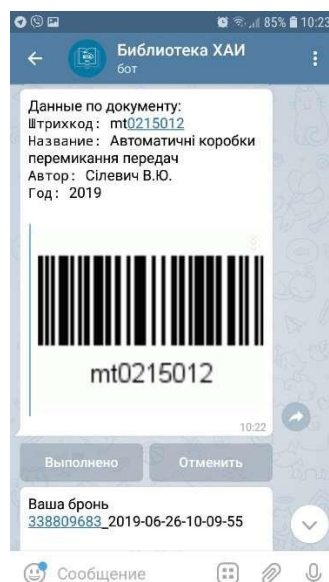 85% 10:23
Библиотека ХАИ
бот
Данные по документу:
Штрихкод: mt0215012
Название: Автоматичні коробки
перемикання передач
Автор: Сілевич В.Ю.
Год: 2019
mt0215012
10:22
Выполнено Отменить
Ваша бронь
338809683_2019-06-26-10-09-55
Сообщение